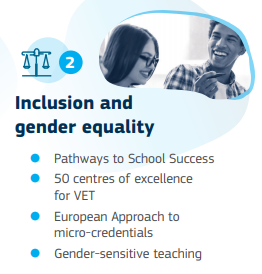 2
Inclusion and
gender equality
Pathways to School Success
50 centres of excellence
for VET
European Approach to
micro-credentials
Gender-sensitive teaching